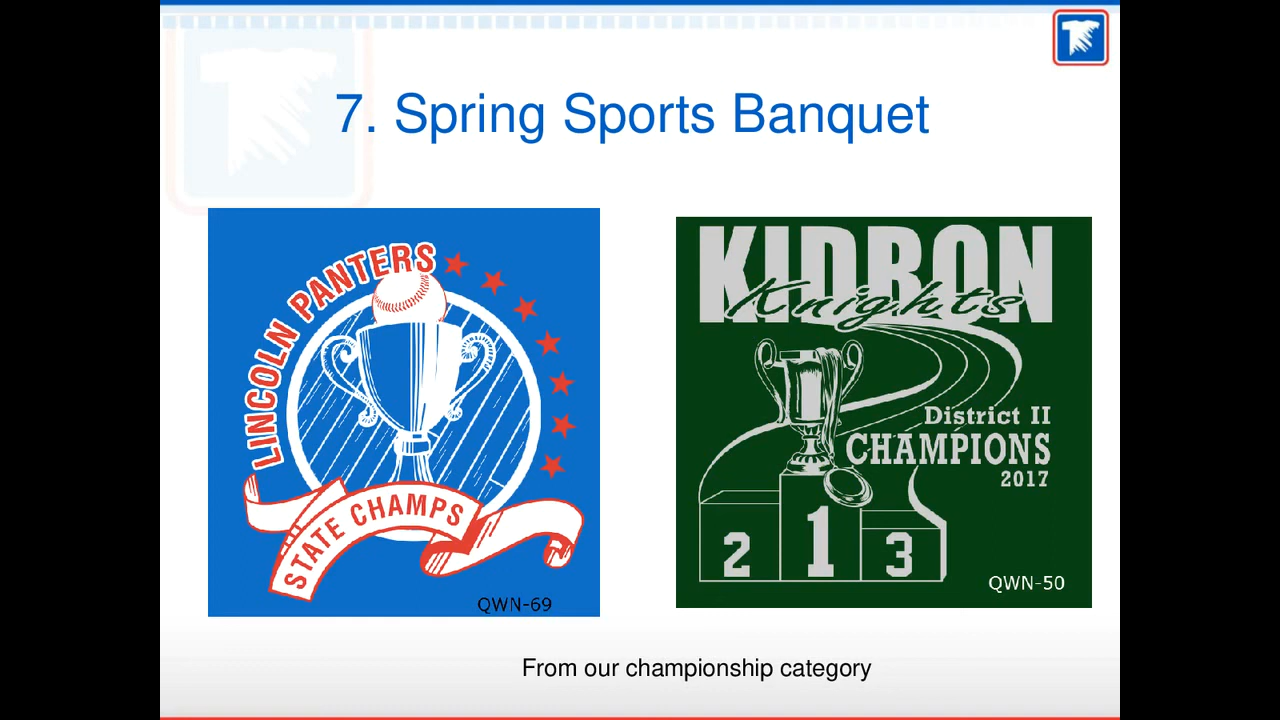 7. Spring Sports Banquet
LINCOLN PANTERS
STATE CHAMPS
QWN-69
KIDRON
Knights
District II
CHAMPIONS
2017
2 1 3
QWN-50
From our championship category